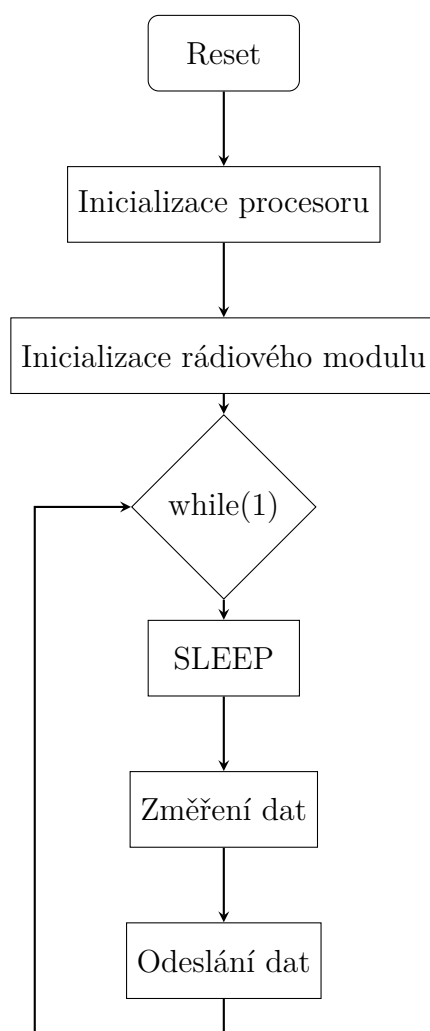 Reset
Inicializace procesoru
Inicializace rádiového modulu
while(1)
SLEEP
Změření dat
Odeslání dat